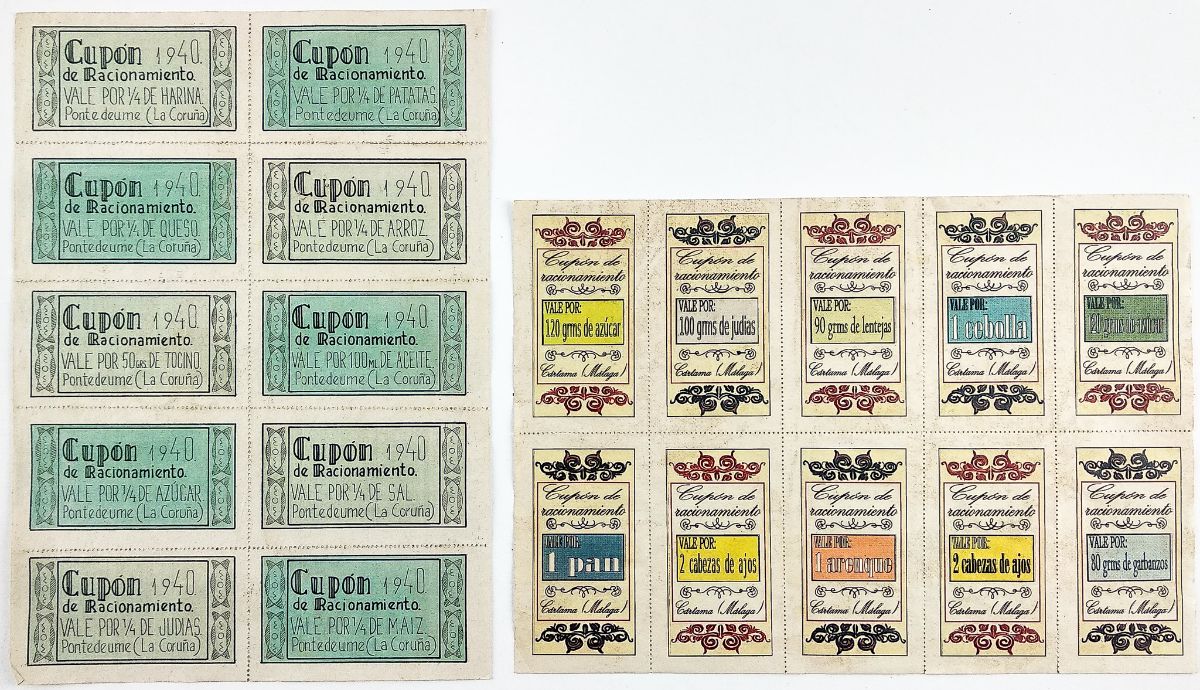 Cupón 1940.
de Racionamiento.
VALE POR 1/4 DE HARINA.
Pontedeume (La Coruña)
Cupón 1940.
de Racionamiento.
VALE POR 1/4 DE PATATAS.
Pontedeume (La Coruña)
Cupón 1940.
de Racionamiento.
VALE POR 1/4 DE QUESO.
Pontedeume (La Coruña)
Cupón 1940.
de Racionamiento.
VALE POR 1/4 DE ARROZ.
Pontedeume (La Coruña)
Cupón 1940.
de Racionamiento.
VALE POR 50 GRS. DE TOCINO
Pontedeume (La Coruña)
Cupón 1940.
de Racionamiento.
VALE POR 100 ML DE ACEITE.
Pontedeume (La Coruña)
Cupón 1940.
de Racionamiento.
VALE POR 1/4 DE AZÚCAR.
Pontedeume (La Coruña)
Cupón 1940.
de Racionamiento.
VALE POR 1/4 DE SAL.
Pontedeume (La Coruña)
Cupón 1940.
de Racionamiento.
VALE POR 1/4 DE JUDIAS.
Pontedeume (La Coruña)
Cupón 1940.
de Racionamiento.
VALE POR 1/4 DE MAIZ.
Pontedeume (La Coruña)
Cupón de
racionamiento
VALE POR:
120 grms de azúcar
Cártama (Málaga)
Cupón de
racionamiento
VALE POR:
100 grms de judias
Cártama (Málaga)
Cupón de
racionamiento
VALE POR:
90 grms de lentejas
Cártama (Málaga)
Cupón de
racionamiento
VALE POR:
1 cebolla
Cártama (Málaga)
Cupón de
racionamiento
VALE POR:
grms de azúcar
Cártama (Málaga)
Cupón de
racionamiento
VALE POR:
1 pan
Cártama (Málaga)
Cupón de
racionamiento
VALE POR:
2 cabezas de ajos
Cártama (Málaga)
Cupón de
racionamiento
VALE POR:
1 arenque
Cártama (Málaga)
Cupón de
racionamiento
VALE POR:
2 cabezas de ajos
Cártama (Málaga)
Cupón de
racionamiento
VALE POR:
80 grms de garbanzos
Cártama (Málaga)